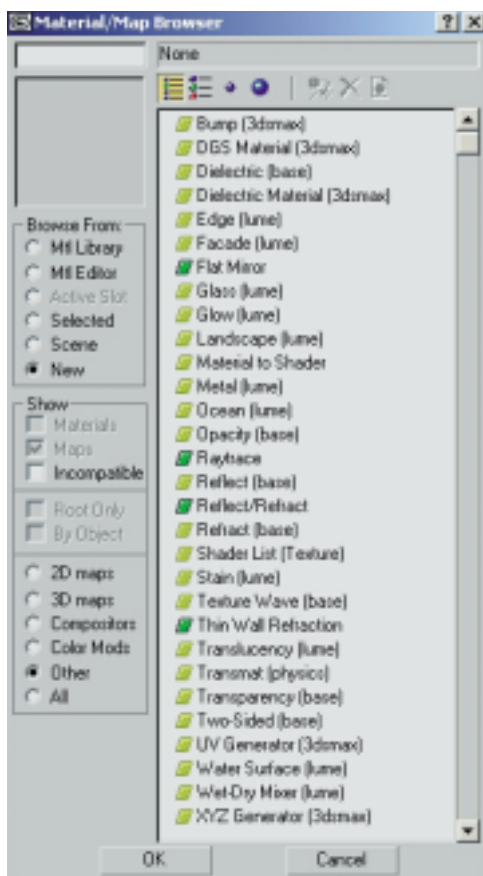 Material/Map Browser
None
Browse From:
Mtl Library
Mtl Editor
Active Slot
Selected
Scene
New
Show
Materials
Maps
Incompatible
Root Only
By Object
2D maps
3D maps
Compositors
Color Mods
Other
All
Bump (3dsmax)
DGS Material (3dsmax)
Dielectric (base)
Dielectric Material (3dsmax)
Edge (lume)
Facade (lume)
Flat Mirror
Glass (lume)
Glow (lume)
Landscape (lume)
Material to Shader
Metal (lume)
Ocean (lume)
Opacity (base)
Raytrace
Reflect (base)
Reflect/Refract
Refract (base)
Shader List (Texture)
Stain (lume)
Texture Wave (base)
Thin Wall Refraction
Translucency (lume)
Transmat (physics)
Transparency (base)
Two-Sided (base)
UV Generator (3dsmax)
Water Surface (lume)
Wet-Dry Mixer (lume)
XYZ Generator (3dsmax)
OK
Cancel